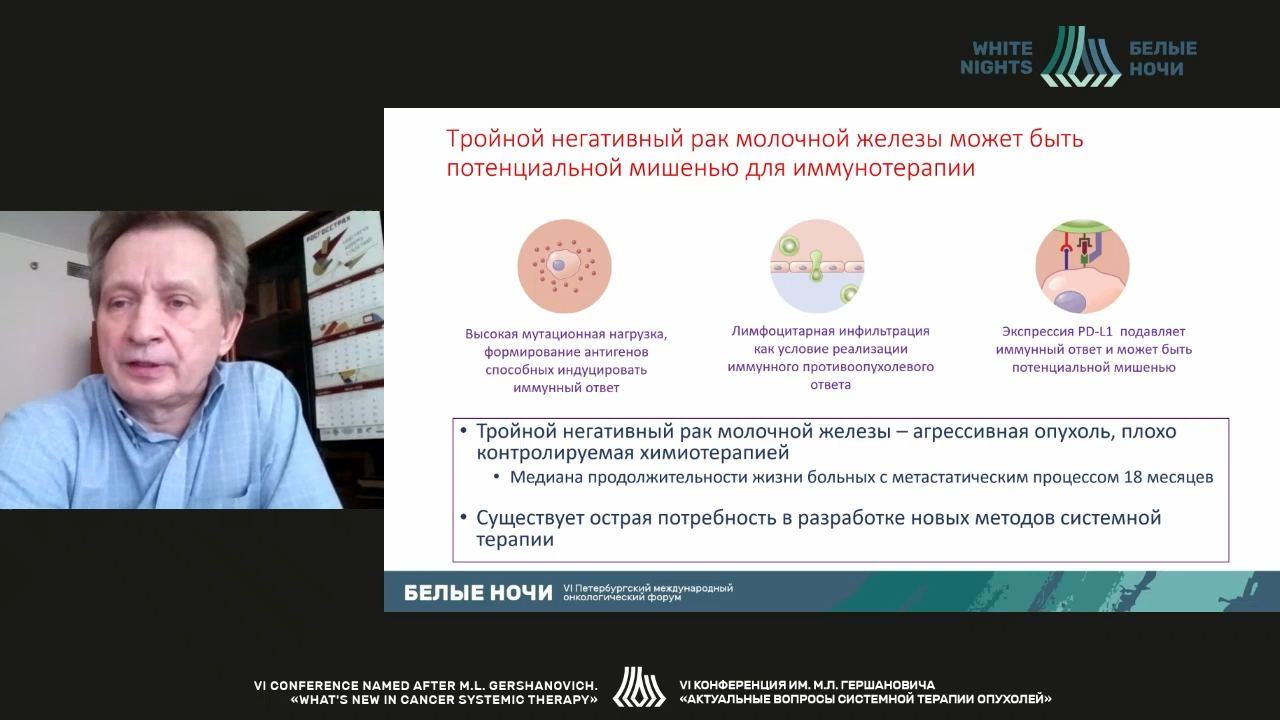 WHITE
NIGHTS
БЕЛЫЕ
НОЧИ
Тройной негативный рак молочной железы может быть
потенциальной мишенью для иммунотерапии
Высокая мутационная нагрузка,
формирование антигенов
способных индуцировать
иммунный ответ
Лимфоцитарная инфильтрация
как условие реализации
иммунного противоопухолевого
ответа
Экспрессия PD-L1 подавляет
иммунный ответ и может быть
потенциальной мишенью
• Тройной негативный рак молочной железы – агрессивная опухоль, плохо
контролируемая химиотерапией
• Медиана продолжительности жизни больных с метастатическим процессом 18 месяцев
• Существует острая потребность в разработке новых методов системной
терапии
РОСГОССТРАХ
БЕЛЫЕ НОЧИ
VI Петербургский международный
онкологический форум
VI CONFERENCE NAMED AFTER M.L. GERSHANOVICH.
«WHAT'S NEW IN CANCER SYSTEMIC THERAPY»
VI КОНФЕРЕНЦИЯ ИМ. М.Л. ГЕРШАНОВИЧА
«АКТУАЛЬНЫЕ ВОПРОСЫ СИСТЕМНОЙ ТЕРАПИИ ОПУХОЛЕЙ»